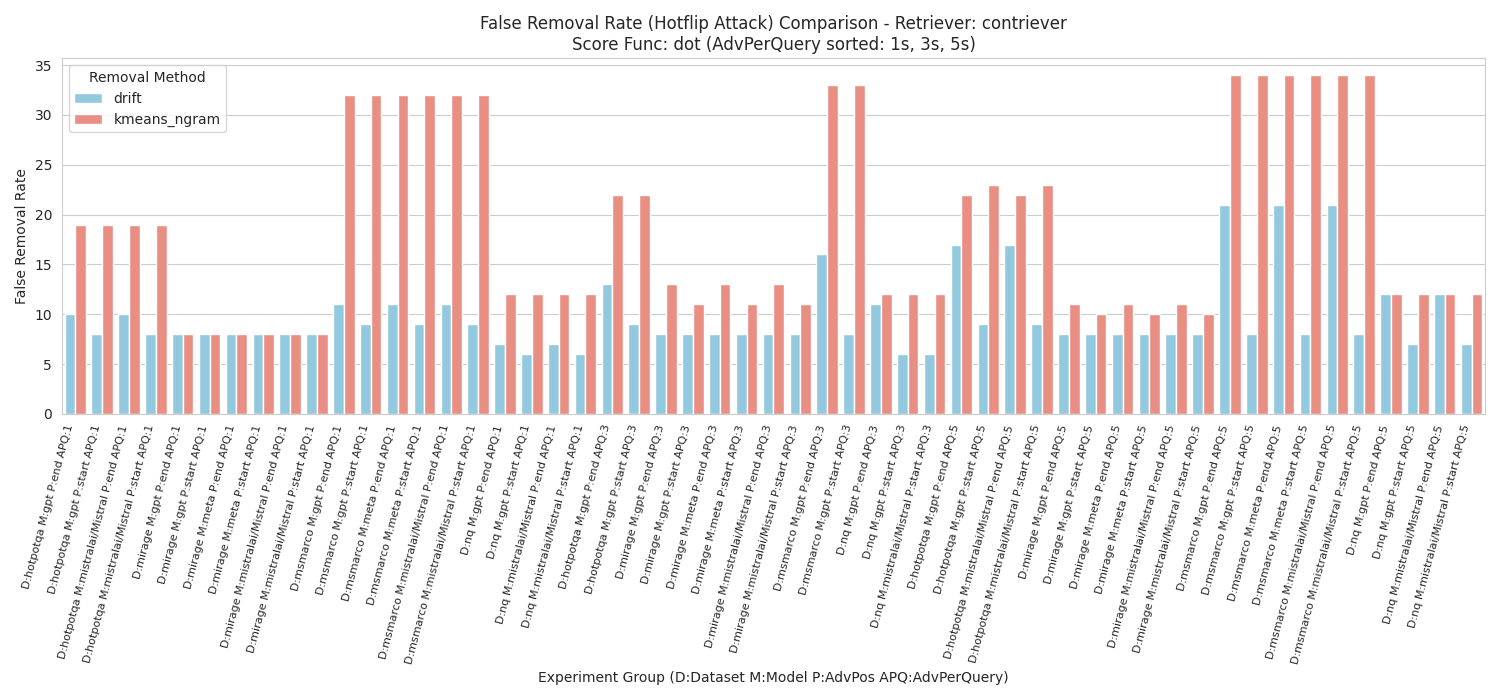 False Removal Rate (Hotflip Attack) Comparison - Retriever: contriever
Score Func: dot (AdvPerQuery sorted: 1s, 3s, 5s)
Removal Method
drift
kmeans_ngram
False Removal Rate
35
30
25
20
15
10
5
0
D:hotpotqa M:gpt P:end APQ:1
D:hotpotqa M:gpt P:start APQ:1
D:hotpotqa M:mistralai/Mistral P:end APQ:1
D:hotpotqa M:mistralai/Mistral P:start APQ:1
D:mirage M:gpt P:end APQ:1
D:mirage M:gpt P:start APQ:1
D:mirage M:meta P:end APQ:1
D:mirage M:meta P:start APQ:1
D:mirage M:mistralai/Mistral P:end APQ:1
D:mirage M:mistralai/Mistral P:start APQ:1
D:msmarco M:gpt P:end APQ:1
D:msmarco M:gpt P:start APQ:1
D:msmarco M:meta P:end APQ:1
D:msmarco M:meta P:start APQ:1
D:msmarco M:mistralai/Mistral P:end APQ:1
D:msmarco M:mistralai/Mistral P:start APQ:1
D:nq M:gpt P:end APQ:1
D:nq M:gpt P:start APQ:1
D:nq M:mistralai/Mistral P:end APQ:1
D:nq M:mistralai/Mistral P:start APQ:1
D:hotpotqa M:gpt P:end APQ:3
D:hotpotqa M:gpt P:start APQ:3
D:mirage M:gpt P:end APQ:3
D:mirage M:gpt P:start APQ:3
D:mirage M:meta P:end APQ:3
D:mirage M:meta P:start APQ:3
D:mirage M:mistralai/Mistral P:end APQ:3
D:mirage M:mistralai/Mistral P:start APQ:3
D:msmarco M:gpt P:end APQ:3
D:msmarco M:gpt P:start APQ:3
D:nq M:gpt P:end APQ:3
D:nq M:gpt P:start APQ:3
D:nq M:mistralai/Mistral P:start APQ:3
D:hotpotqa M:gpt P:end APQ:5
D:hotpotqa M:gpt P:start APQ:5
D:hotpotqa M:mistralai/Mistral P:end APQ:5
D:hotpotqa M:mistralai/Mistral P:start APQ:5
D:mirage M:gpt P:end APQ:5
D:mirage M:gpt P:start APQ:5
D:mirage M:meta P:end APQ:5
D:mirage M:meta P:start APQ:5
D:mirage M:mistralai/Mistral P:end APQ:5
D:mirage M:mistralai/Mistral P:start APQ:5
D:msmarco M:gpt P:end APQ:5
D:msmarco M:gpt P:start APQ:5
D:msmarco M:meta P:end APQ:5
D:msmarco M:meta P:start APQ:5
D:msmarco M:mistralai/Mistral P:end APQ:5
D:msmarco M:mistralai/Mistral P:start APQ:5
D:nq M:gpt P:end APQ:5
D:nq M:gpt P:start APQ:5
D:nq M:mistralai/Mistral P:end APQ:5
D:nq M:mistralai/Mistral P:start APQ:5
Experiment Group (D:Dataset M:Model P:AdvPos APQ:AdvPerQuery)